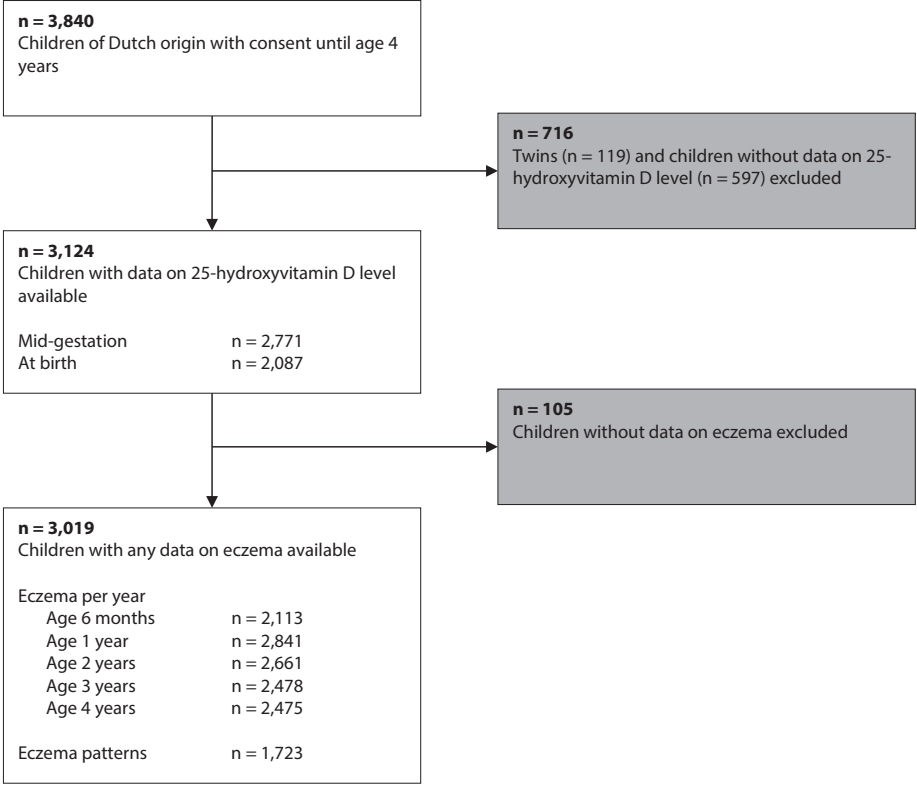 n = 3,840
Children of Dutch origin with consent until age 4
years
n = 716
Twins (n = 119) and children without data on 25-
hydroxyvitamin D level (n = 597) excluded
n = 3,124
Children with data on 25-hydroxyvitamin D level
available
Mid-gestation n = 2,771
At birth n = 2,087
n = 105
Children without data on eczema excluded
n = 3,019
Children with any data on eczema available
Eczema per year
Age 6 months n = 2,113
Age 1 year n = 2,841
Age 2 years n = 2,661
Age 3 years n = 2,478
Age 4 years n = 2,475
Eczema patterns n = 1,723